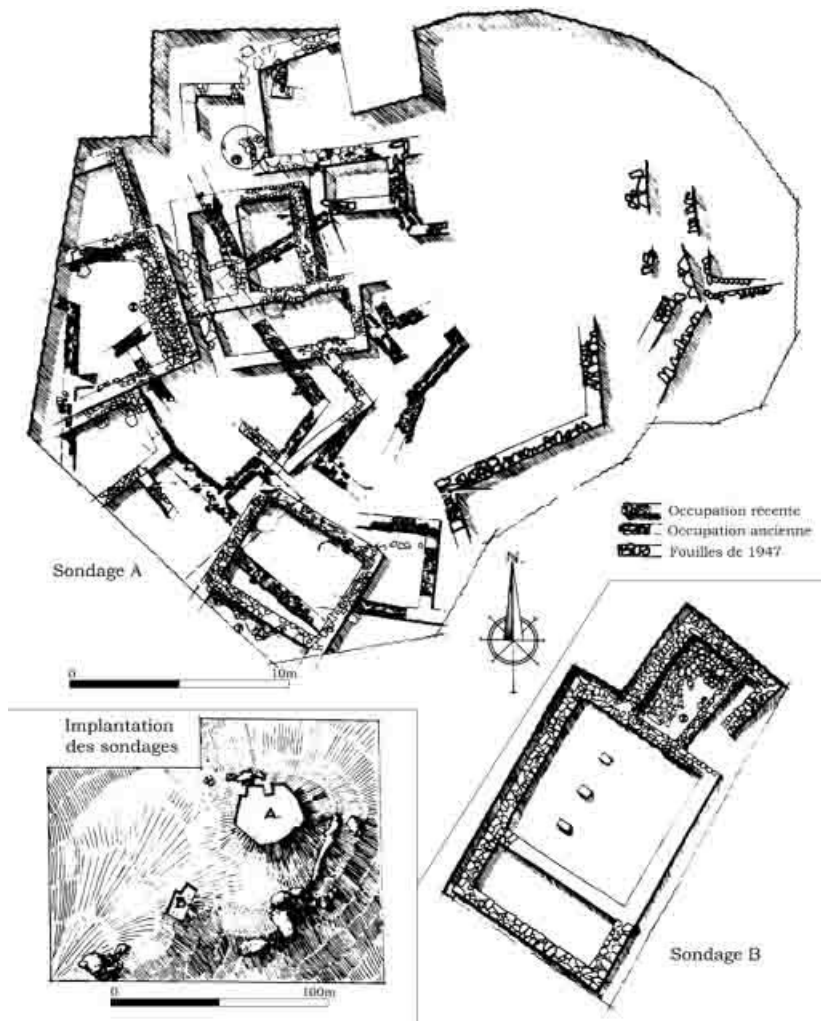 Occupation récente
Occupation ancienne
Fouilles de 1947
Sondage A
N
0 10m
Implantation
des sondages
A
B
0 100m
Sondage B